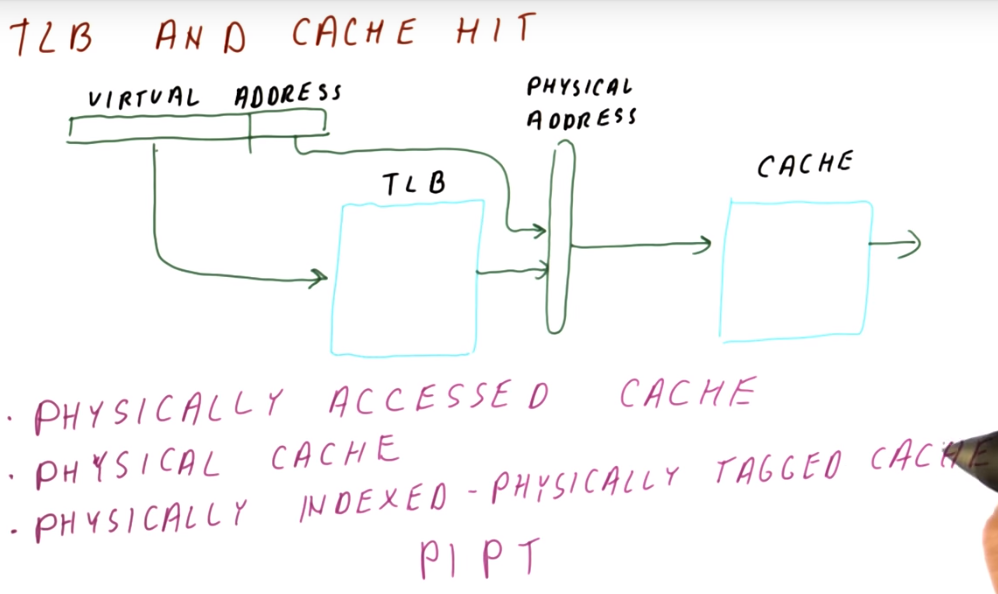 TLB AND CACHE HIT
VIRTUAL ADDRESS
PHYSICAL
ADDRESS
TLB
CACHE
· PHYSICALLY ACCESSED CACHE
· PHYSICAL CACHE
· PHYSICALLY INDEXED - PHYSICALLY TAGGED CACHE
PIPT